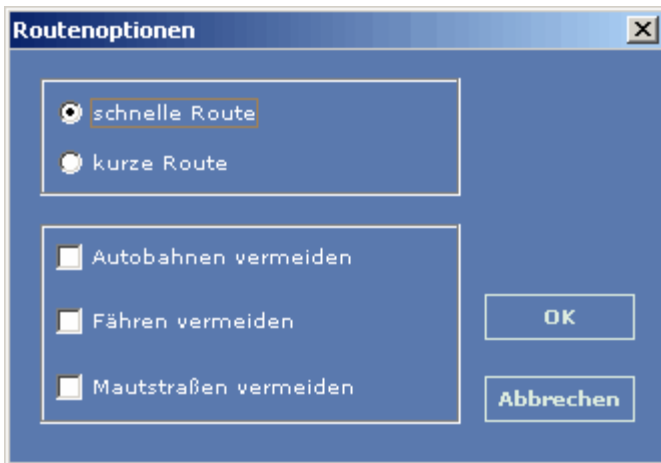 Routenoptionen
schnelle Route
kurze Route
Autobahnen vermeiden
Fähren vermeiden
Mautstraßen vermeiden
OK
Abbrechen